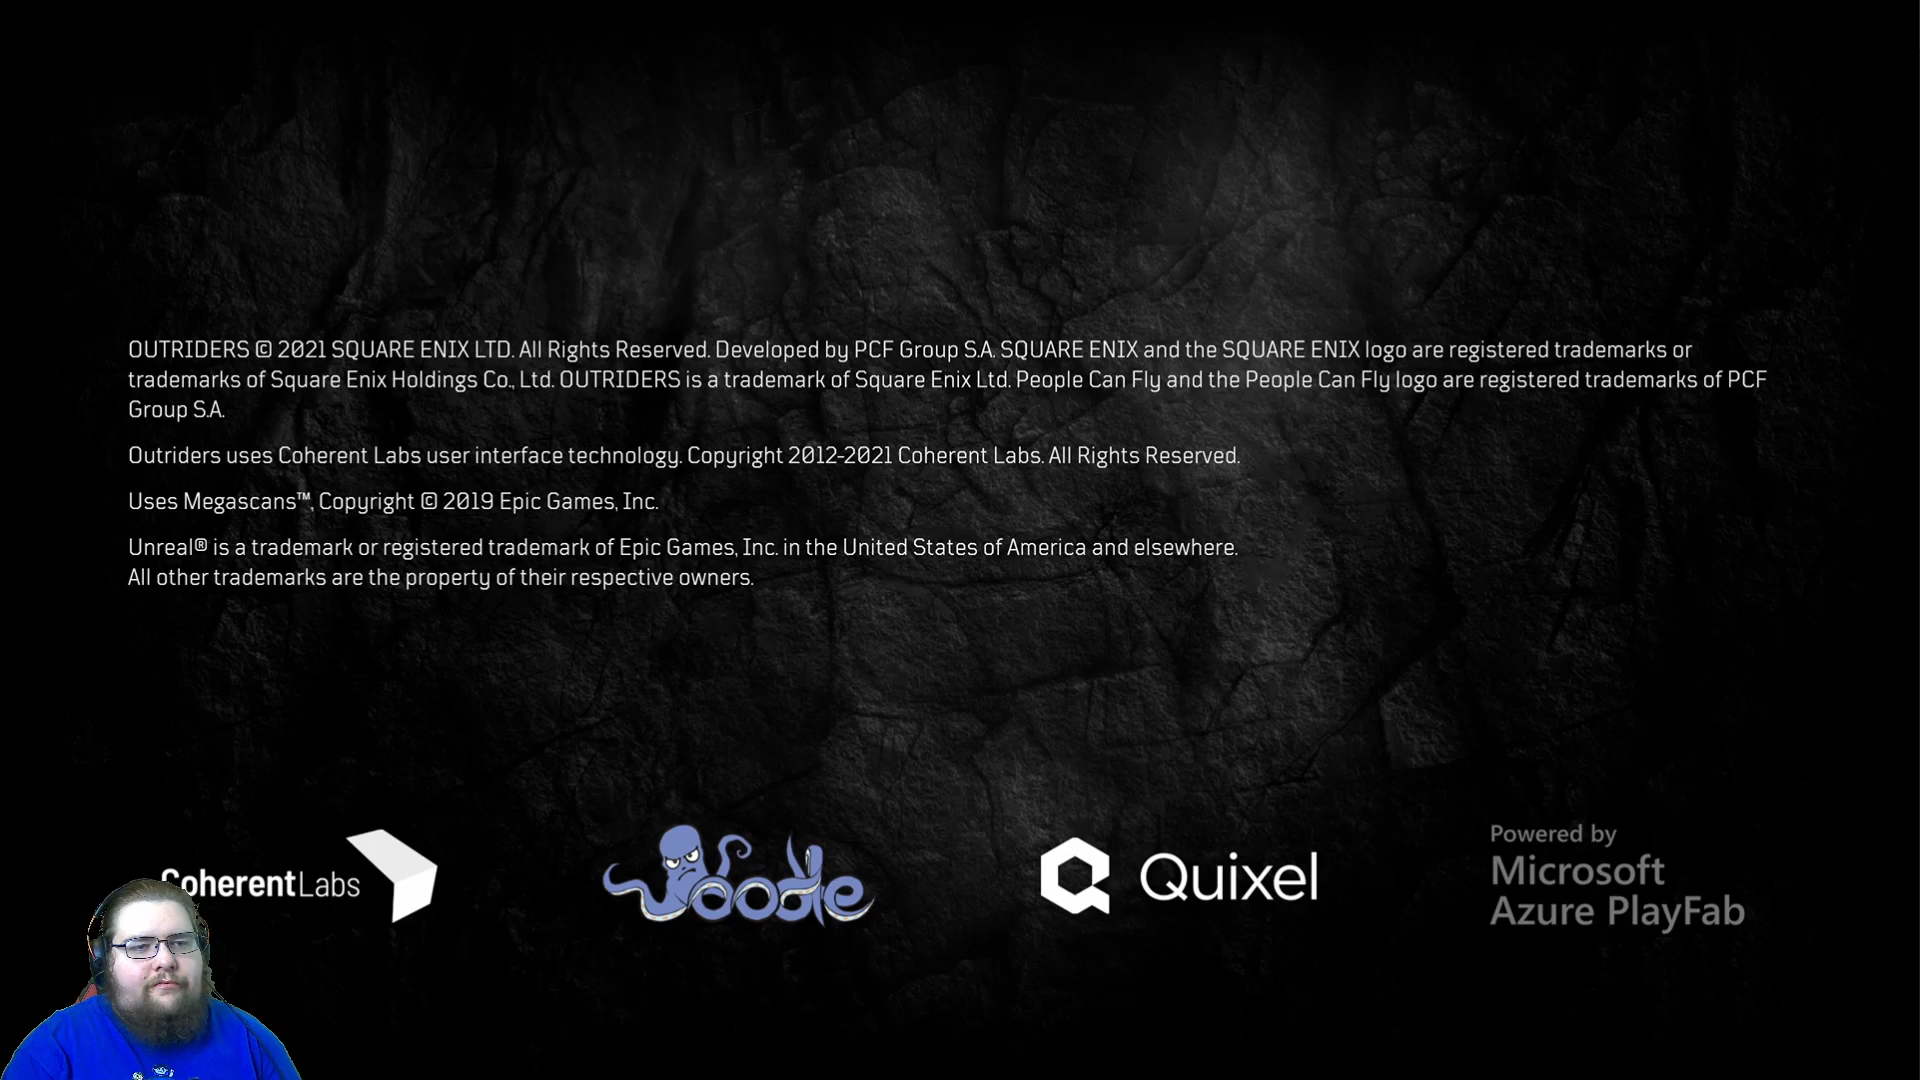 OUTRIDERS © 2021 SQUARE ENIX LTD. All Rights Reserved. Developed by PCF Group S.A. SQUARE ENIX and the SQUARE ENIX logo are registered trademarks or
trademarks of Square Enix Holdings Co., Ltd. OUTRIDERS is a trademark of Square Enix Ltd. People Can Fly and the People Can Fly logo are registered trademarks of PCF
Group S.A.
Outriders uses Coherent Labs user interface technology. Copyright 2012-2021 Coherent Labs. All Rights Reserved.
Uses Megascans™, Copyright © 2019 Epic Games, Inc.
Unreal® is a trademark or registered trademark of Epic Games, Inc. in the United States of America and elsewhere.
All other trademarks are the property of their respective owners.
CoherentLabs
Oodle
Quixel
Powered by
Microsoft
Azure PlayFab